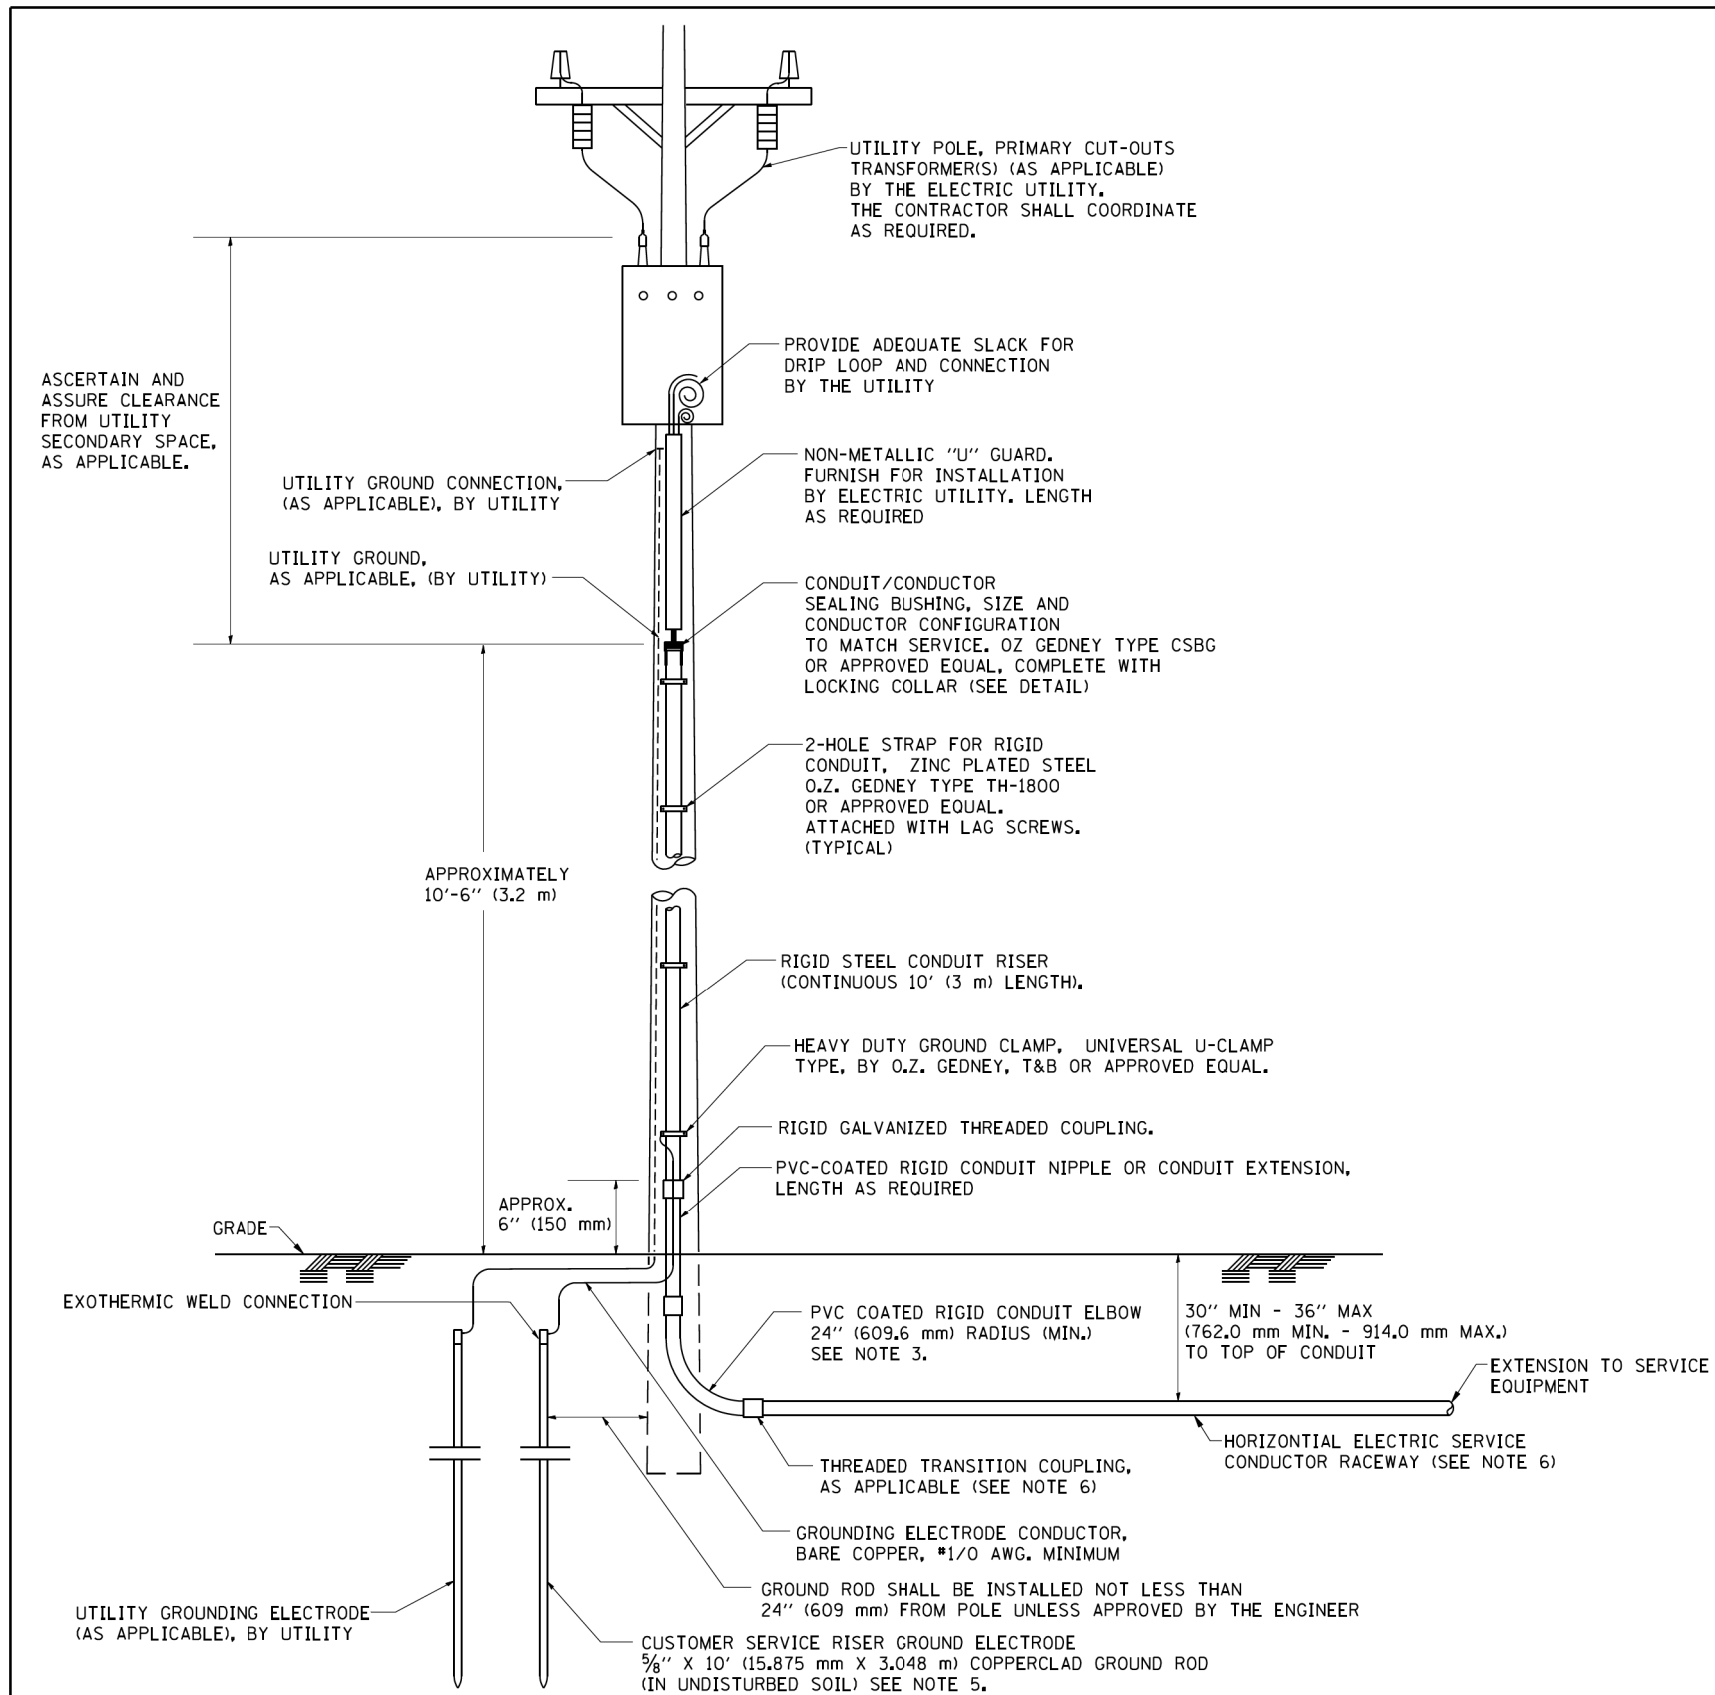 UTILITY POLE, PRIMARY CUT-OUTS
TRANSFORMER(S) (AS APPLICABLE)
BY THE ELECTRIC UTILITY.
THE CONTRACTOR SHALL COORDINATE
AS REQUIRED.
PROVIDE ADEQUATE SLACK FOR
DRIP LOOP AND CONNECTION
BY THE UTILITY
ASCERTAIN AND
ASSURE CLEARANCE
FROM UTILITY
SECONDARY SPACE,
AS APPLICABLE.
NON-METALLIC "U" GUARD.
FURNISH FOR INSTALLATION
BY ELECTRIC UTILITY. LENGTH
AS REQUIRED
UTILITY GROUND CONNECTION,
(AS APPLICABLE), BY UTILITY
UTILITY GROUND,
AS APPLICABLE, (BY UTILITY)
CONDUIT/CONDUCTOR
SEALING BUSHING, SIZE AND
CONDUCTOR CONFIGURATION
TO MATCH SERVICE. OZ GEDNEY TYPE CSBG
OR APPROVED EQUAL, COMPLETE WITH
LOCKING COLLAR (SEE DETAIL)
2-HOLE STRAP FOR RIGID
CONDUIT, ZINC PLATED STEEL
O.Z. GEDNEY TYPE TH-1800
OR APPROVED EQUAL.
ATTACHED WITH LAG SCREWS.
(TYPICAL)
APPROXIMATELY
10'-6" (3.2 m)
RIGID STEEL CONDUIT RISER
(CONTINUOUS 10' (3 m) LENGTH).
HEAVY DUTY GROUND CLAMP, UNIVERSAL U-CLAMP
TYPE, BY O.Z. GEDNEY, T&B OR APPROVED EQUAL.
RIGID GALVANIZED THREADED COUPLING.
PVC-COATED RIGID CONDUIT NIPPLE OR CONDUIT EXTENSION,
LENGTH AS REQUIRED
APPROX.
6" (150 mm)
GRADE
EXOTHERMIC WELD CONNECTION
PVC COATED RIGID CONDUIT ELBOW
24" (609.6 mm) RADIUS (MIN.)
SEE NOTE 3.
30" MIN - 36" MAX
(762.0 mm MIN. - 914.0 mm MAX.)
TO TOP OF CONDUIT
EXTENSION TO SERVICE
EQUIPMENT
HORIZONTIAL ELECTRIC SERVICE
CONDUCTOR RACEWAY (SEE NOTE 6)
THREADED TRANSITION COUPLING,
AS APPLICABLE (SEE NOTE 6)
GROUNDING ELECTRODE CONDUCTOR,
BARE COPPER, #1/0 AWG. MINIMUM
GROUND ROD SHALL BE INSTALLED NOT LESS THAN
24" (609 mm) FROM POLE UNLESS APPROVED BY THE ENGINEER
UTILITY GROUNDING ELECTRODE
(AS APPLICABLE), BY UTILITY
CUSTOMER SERVICE RISER GROUND ELECTRODE
5/8" X 10' (15.875 mm X 3.048 m) COPPERCLAD GROUND ROD
(IN UNDISTURBED SOIL) SEE NOTE 5.